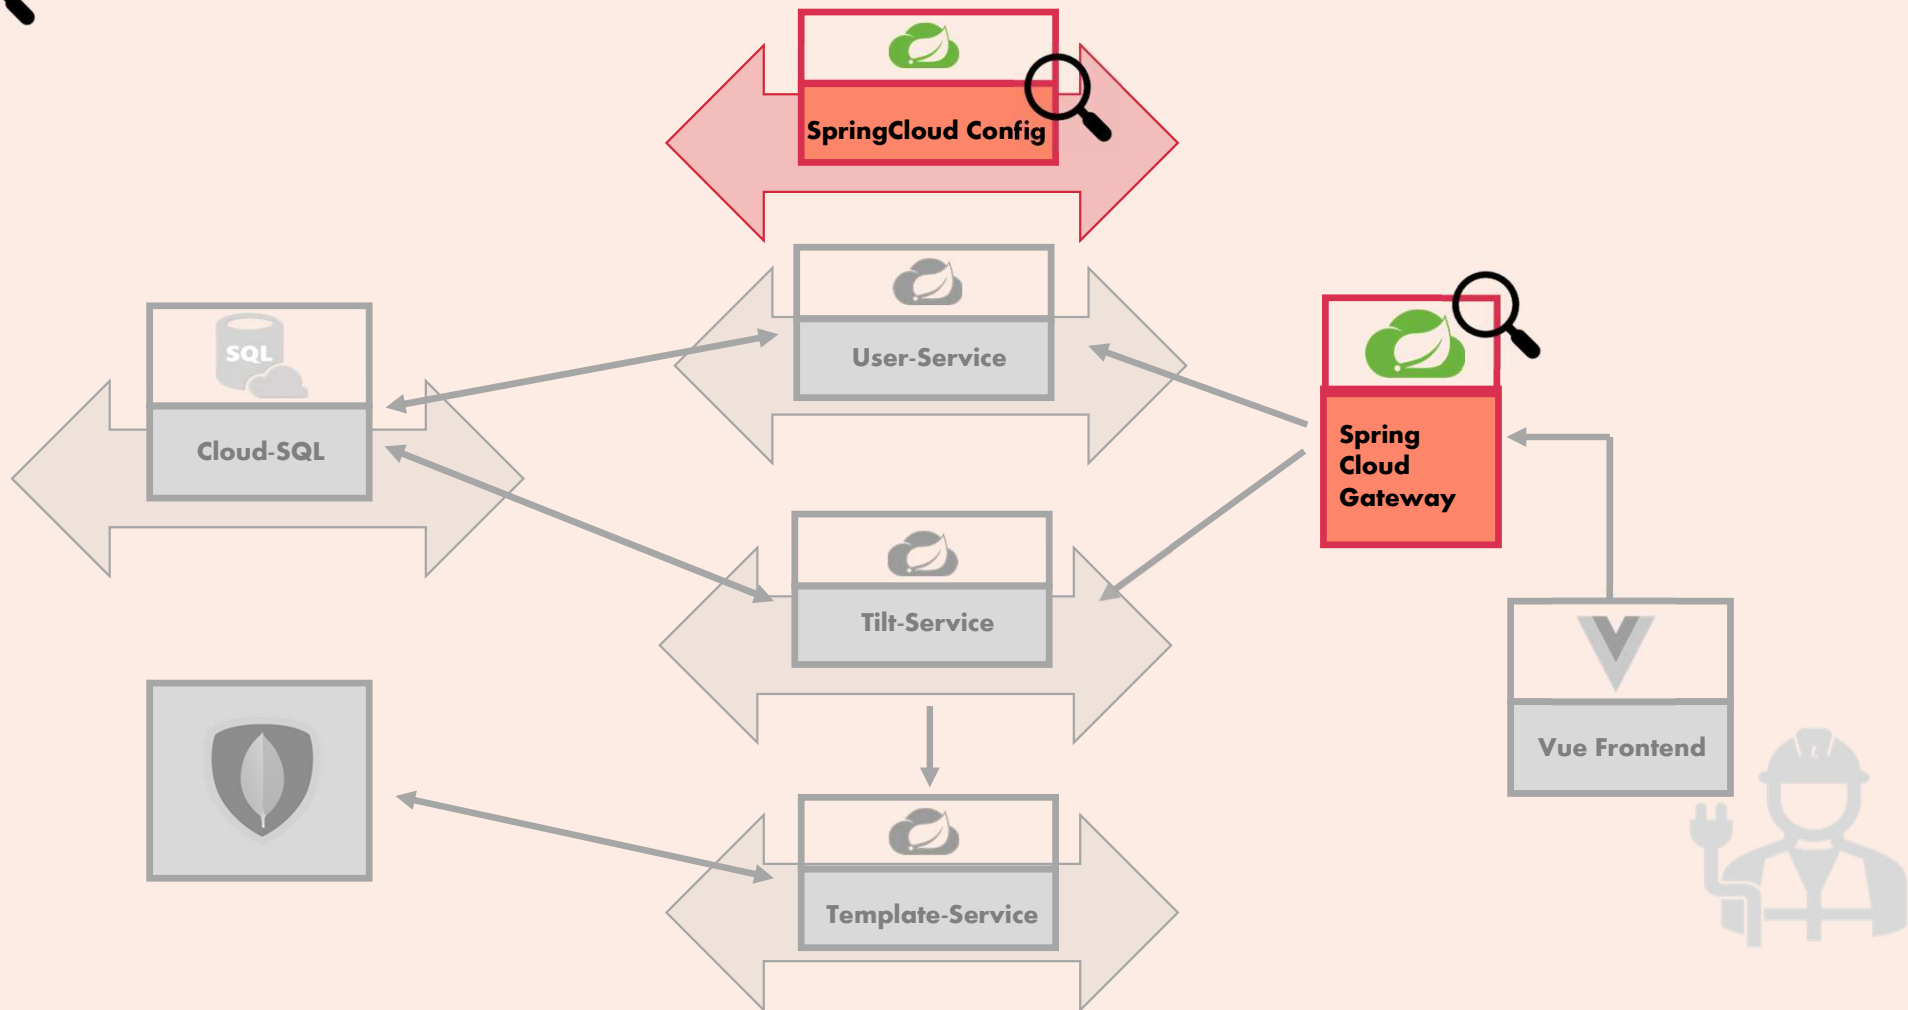 SpringCloud Config
User-Service
SQL
Cloud-SQL
Spring
Cloud
Gateway
Tilt-Service
Vue Frontend
Template-Service